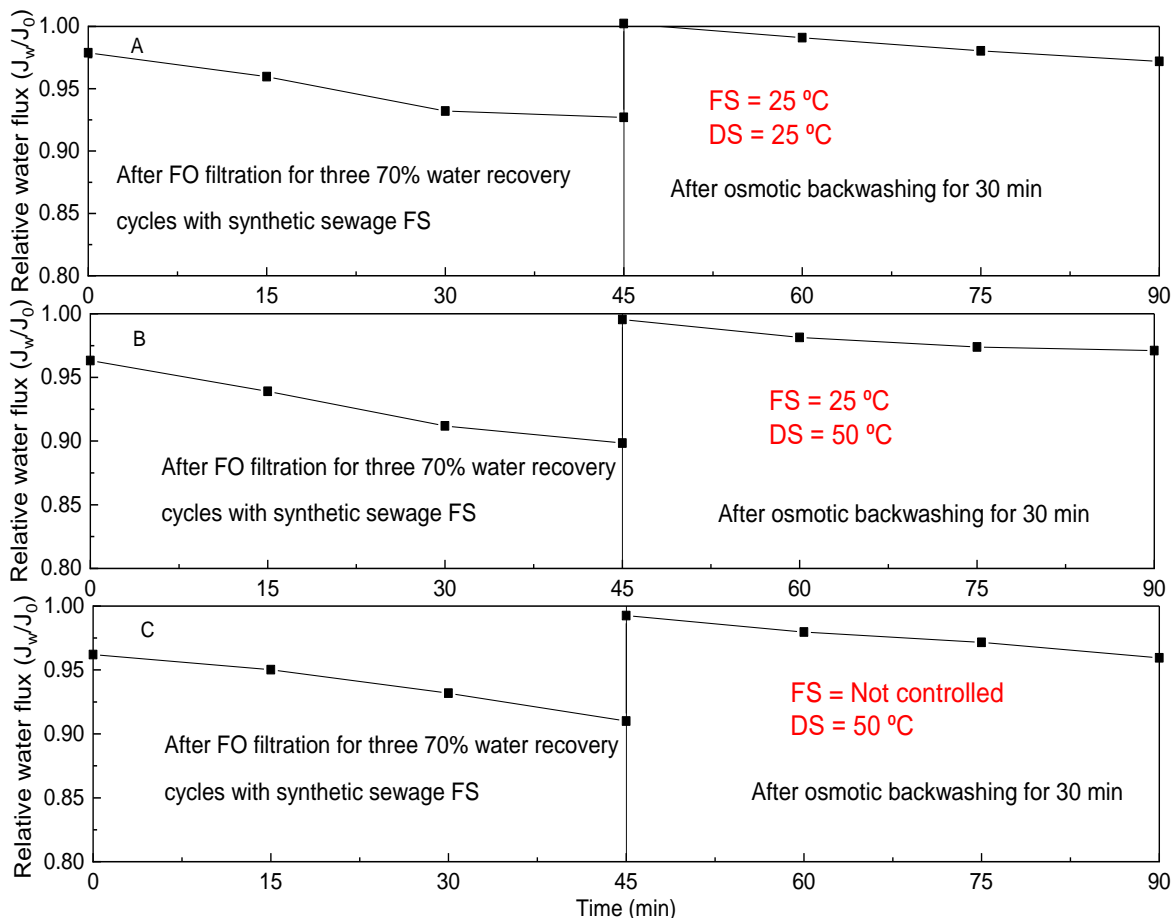 Relative water flux (J_w/J_0)
1.00
0.95
0.90
0.85
0.80
A
After FO filtration for three 70% water recovery
cycles with synthetic sewage FS
FS = 25 ºC
DS = 25 ºC
After osmotic backwashing for 30 min
0 15 30 45 60 75 90
Relative water flux (J_w/J_0)
1.00
0.95
0.90
0.85
0.80
B
After FO filtration for three 70% water recovery
cycles with synthetic sewage FS
FS = 25 ºC
DS = 50 ºC
After osmotic backwashing for 30 min
0 15 30 45 60 75 90
Relative water flux (J_w/J_0)
1.00
0.95
0.90
0.85
0.80
C
After FO filtration for three 70% water recovery
cycles with synthetic sewage FS
FS = Not controlled
DS = 50 ºC
After osmotic backwashing for 30 min
0 15 30 45 60 75 90
Time (min)